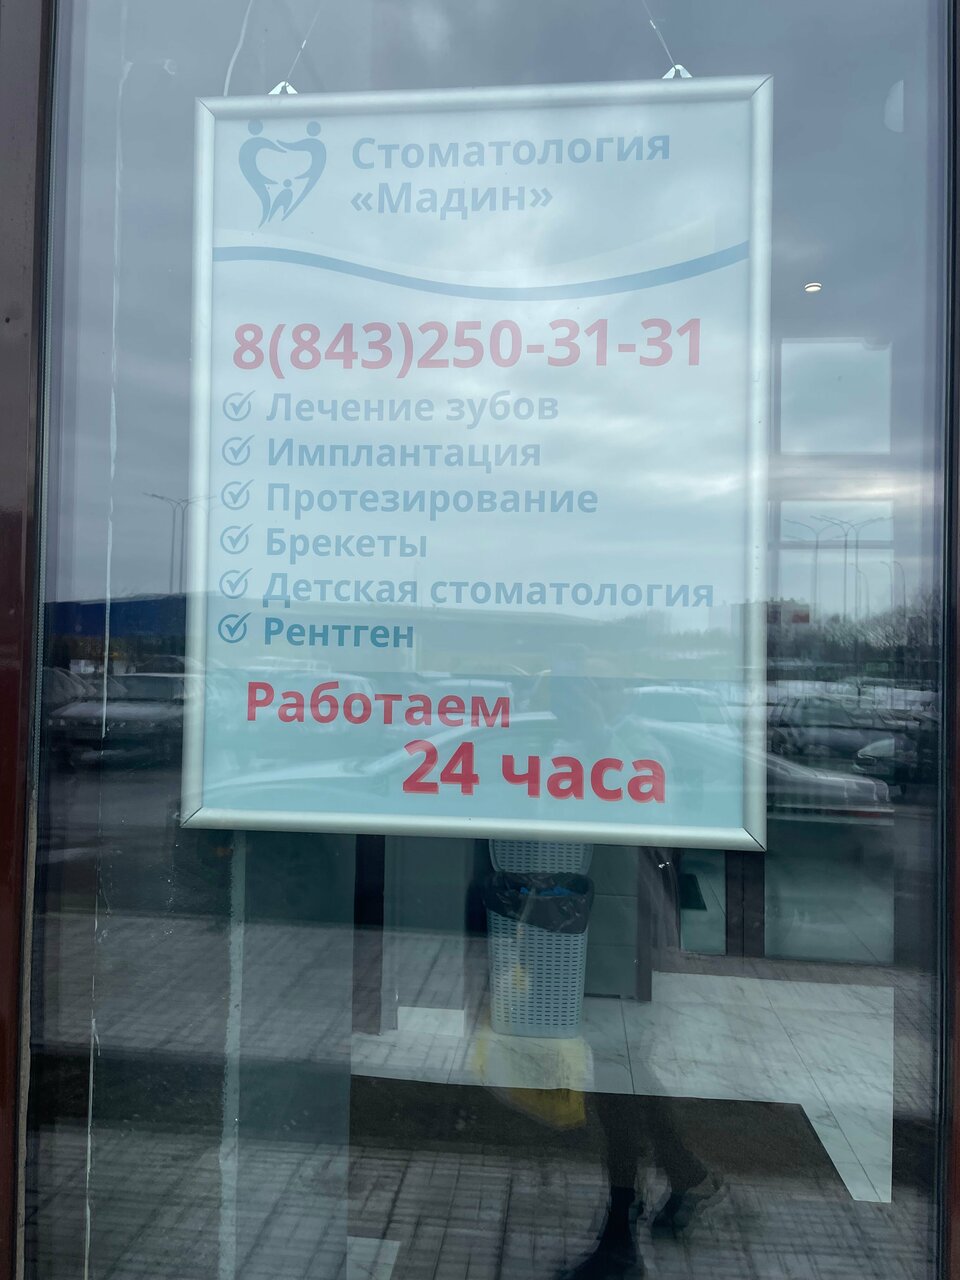 Стоматология
«Мадин»
8(843)250-31-31
Лечение зубов
Имплантация
Протезирование
Брекеты
Детская стоматология
Рентген
Работаем
24 часа